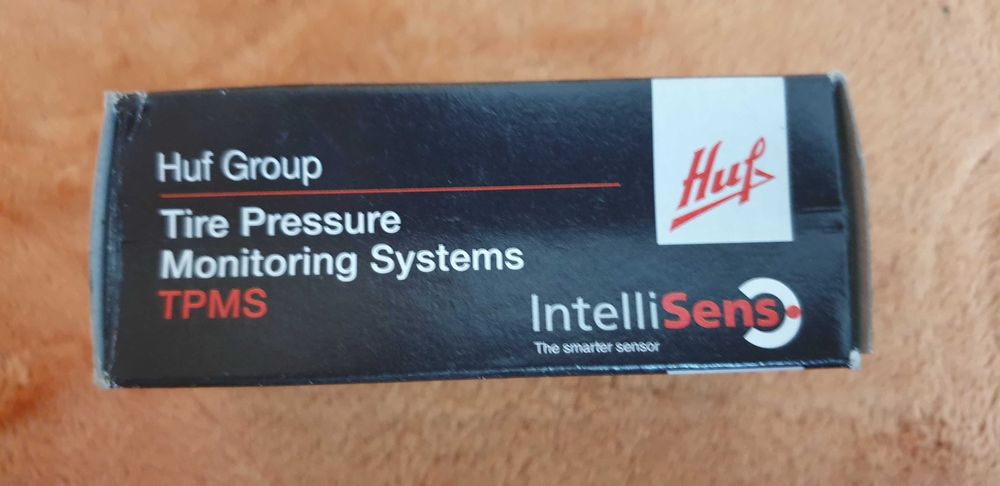 Huf Group
Tire Pressure
Monitoring Systems
TPMS
Huf
IntelliSens
The smarter sensor